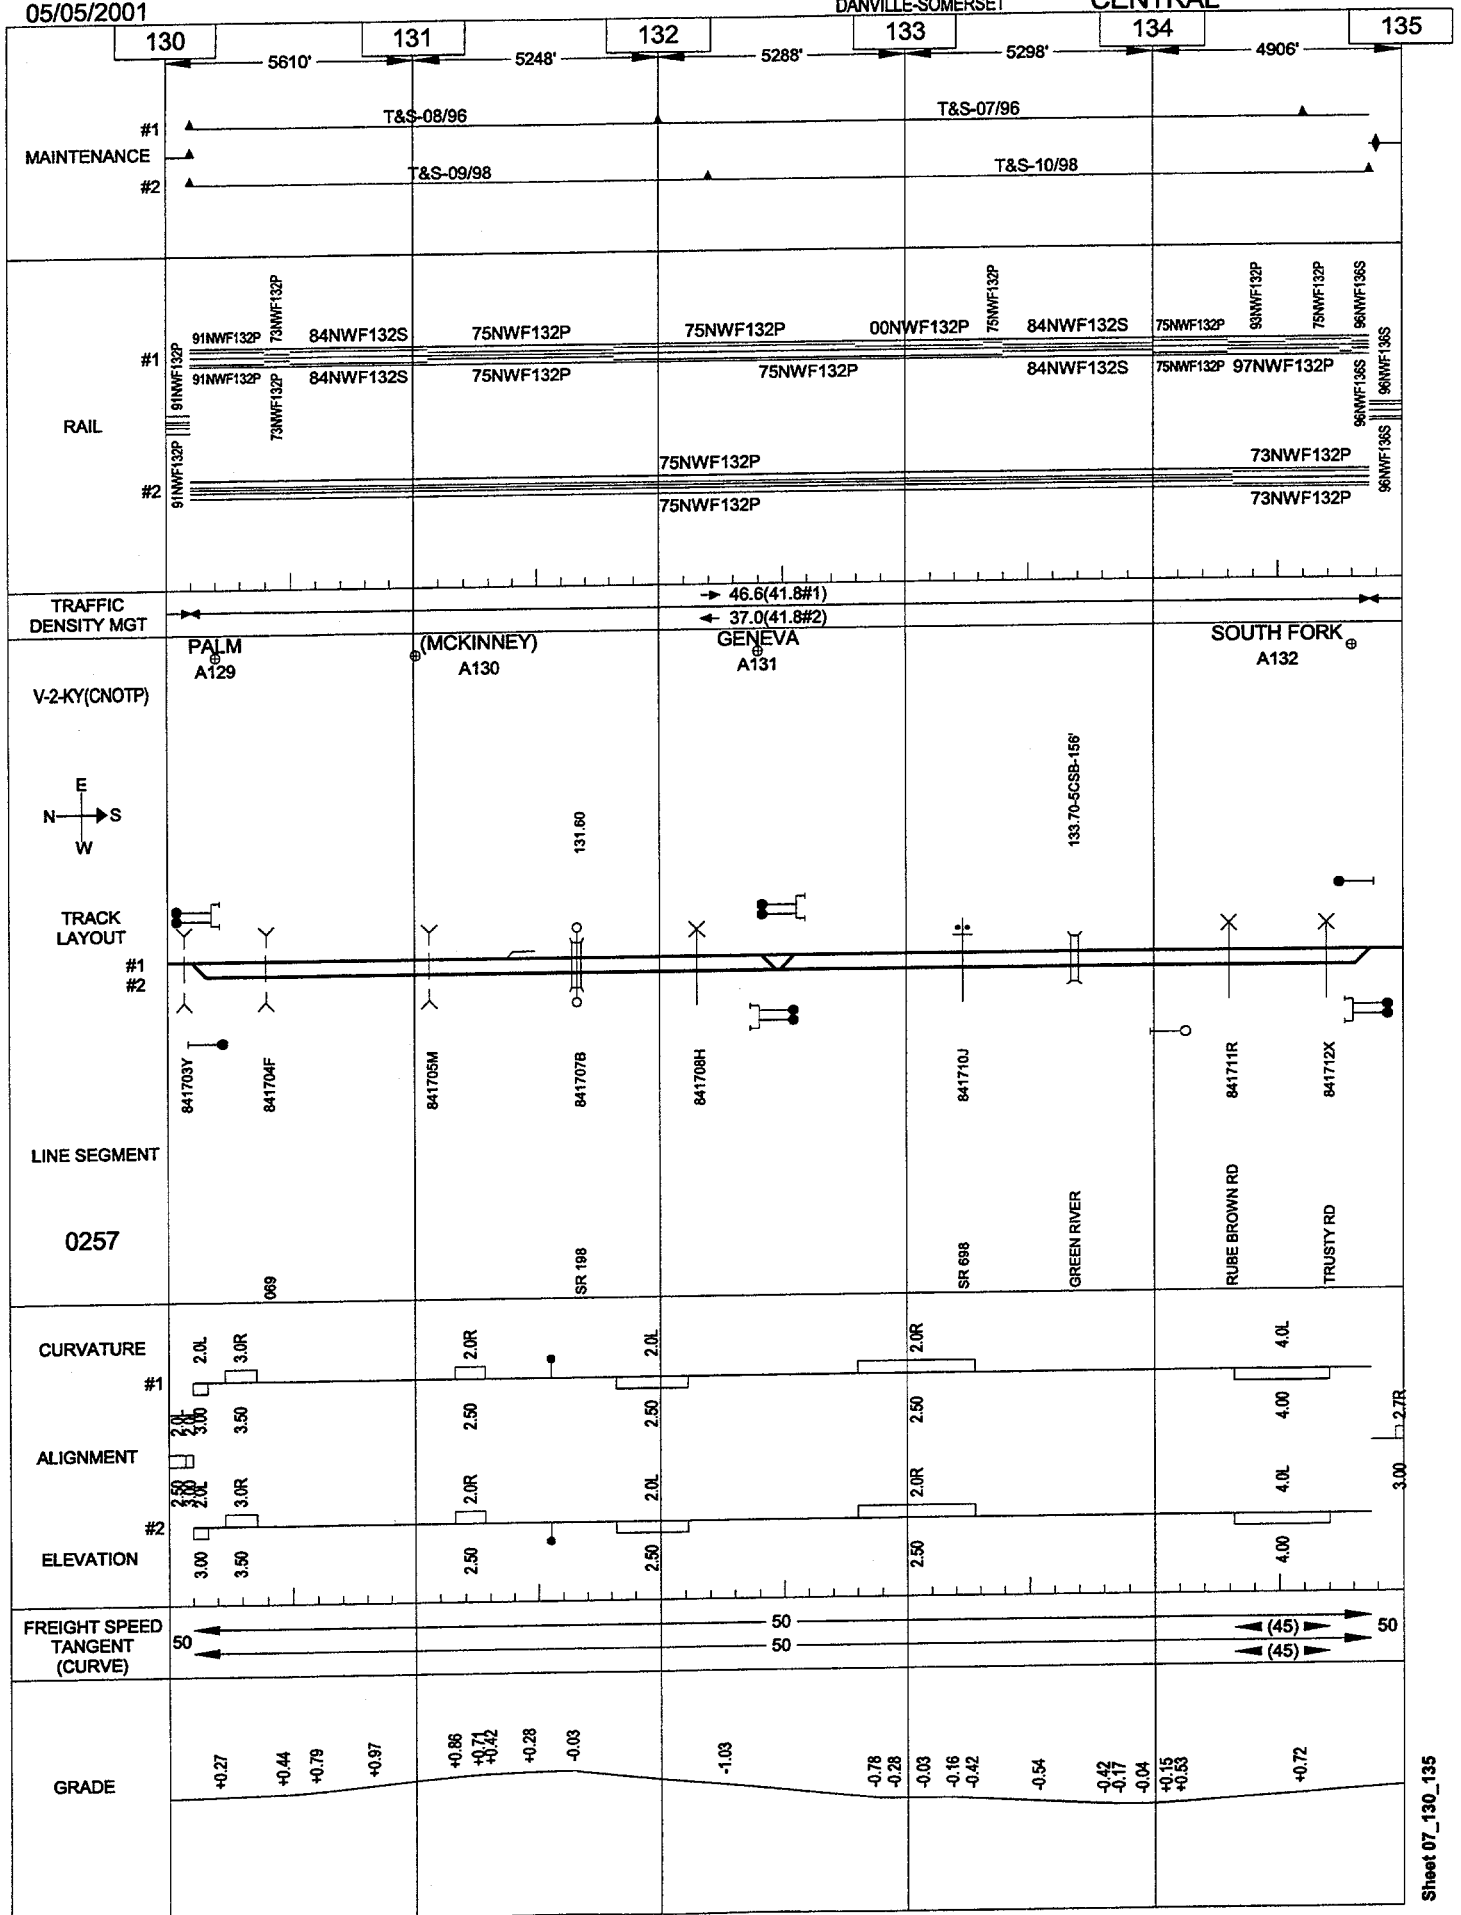 05/05/2001
DANVILLE-SOMERSET
CENTRAL
130 131 132 133 134 135
5610' 5248' 5288' 5298' 4906'
MAINTENANCE
#1 T&S-08/96 T&S-07/96
#2 T&S-09/98 T&S-10/98
RAIL
73NWF132P 75NWF132P 93NWF132P 75NWF132P 96NWF136S
91NWF132P 84NWF132S 75NWF132P 75NWF132P 00NWF132P 84NWF132S 75NWF132P
#1
91NWF132P 96NWF136S
91NWF132P 84NWF132S 75NWF132P 75NWF132P 84NWF132S 75NWF132P 97NWF132P
73NWF132P 96NWF136S
75NWF132P 73NWF132P
#2
91NWF132P 96NWF136S
75NWF132P 73NWF132P
TRAFFIC
DENSITY MGT
46.6(41.8#1)
37.0(41.8#2)
PALM (MCKINNEY) GENEVA SOUTH FORK
A129 A130 A131 A132
V-2-KY(CNOTP)
E
N S
W
131.60
133.70-5CSB-156'
TRACK
LAYOUT
#1
#2
841703Y 841704F 841705M 841707B 841708H 841710J 841711R 841712X
LINE SEGMENT
0257
069 SR 198 SR 698 GREEN RIVER RUBE BROWN RD TRUSTY RD
CURVATURE
2.0L 3.0R 2.0R 2.0L 2.0R 4.0L
#1
3.00 3.50 2.50 2.50 2.50 4.00
2.0L 2.7R
ALIGNMENT
2.50 3.00
2.0L 3.0R 2.0R 2.0L 2.0R 4.0L
#2
ELEVATION
3.00 3.50 2.50 2.50 2.50 4.00
FREIGHT SPEED
TANGENT
(CURVE)
50 50 (45) 50
50 (45)
GRADE
+0.27 +0.44 +0.79 +0.97 +0.86 +0.71 +0.42 +0.28 -0.03 -1.03 -0.78 -0.28 -0.03 -0.16 -0.42 -0.54 -0.42 -0.17 -0.04 +0.15 +0.53 +0.72
Sheet 07_130_135